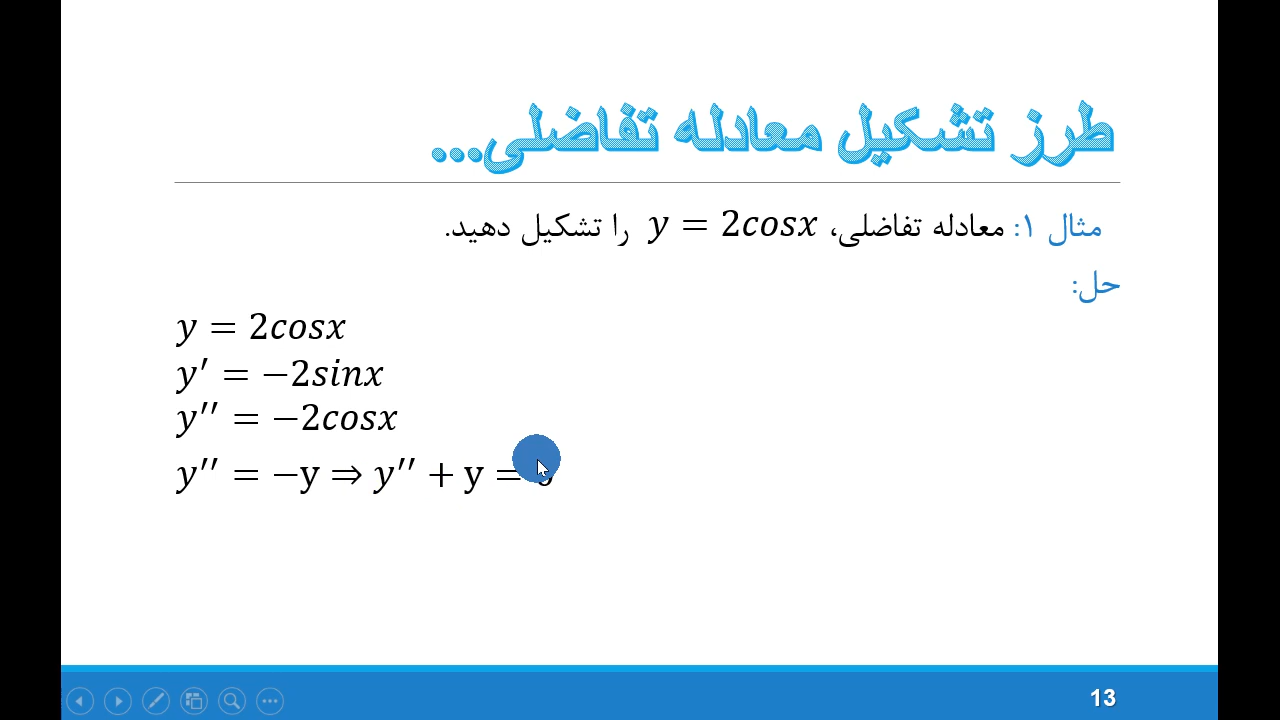 طرز تشکیل معادله تفاضلی...
مثال ۱: معادله تفاضلی، y = 2cosx را تشکیل دهید.
حل:
y = 2cosx
y′ = −2sinx
y′′ = −2cosx
y′′ = −y ⇒ y′′ + y =
13